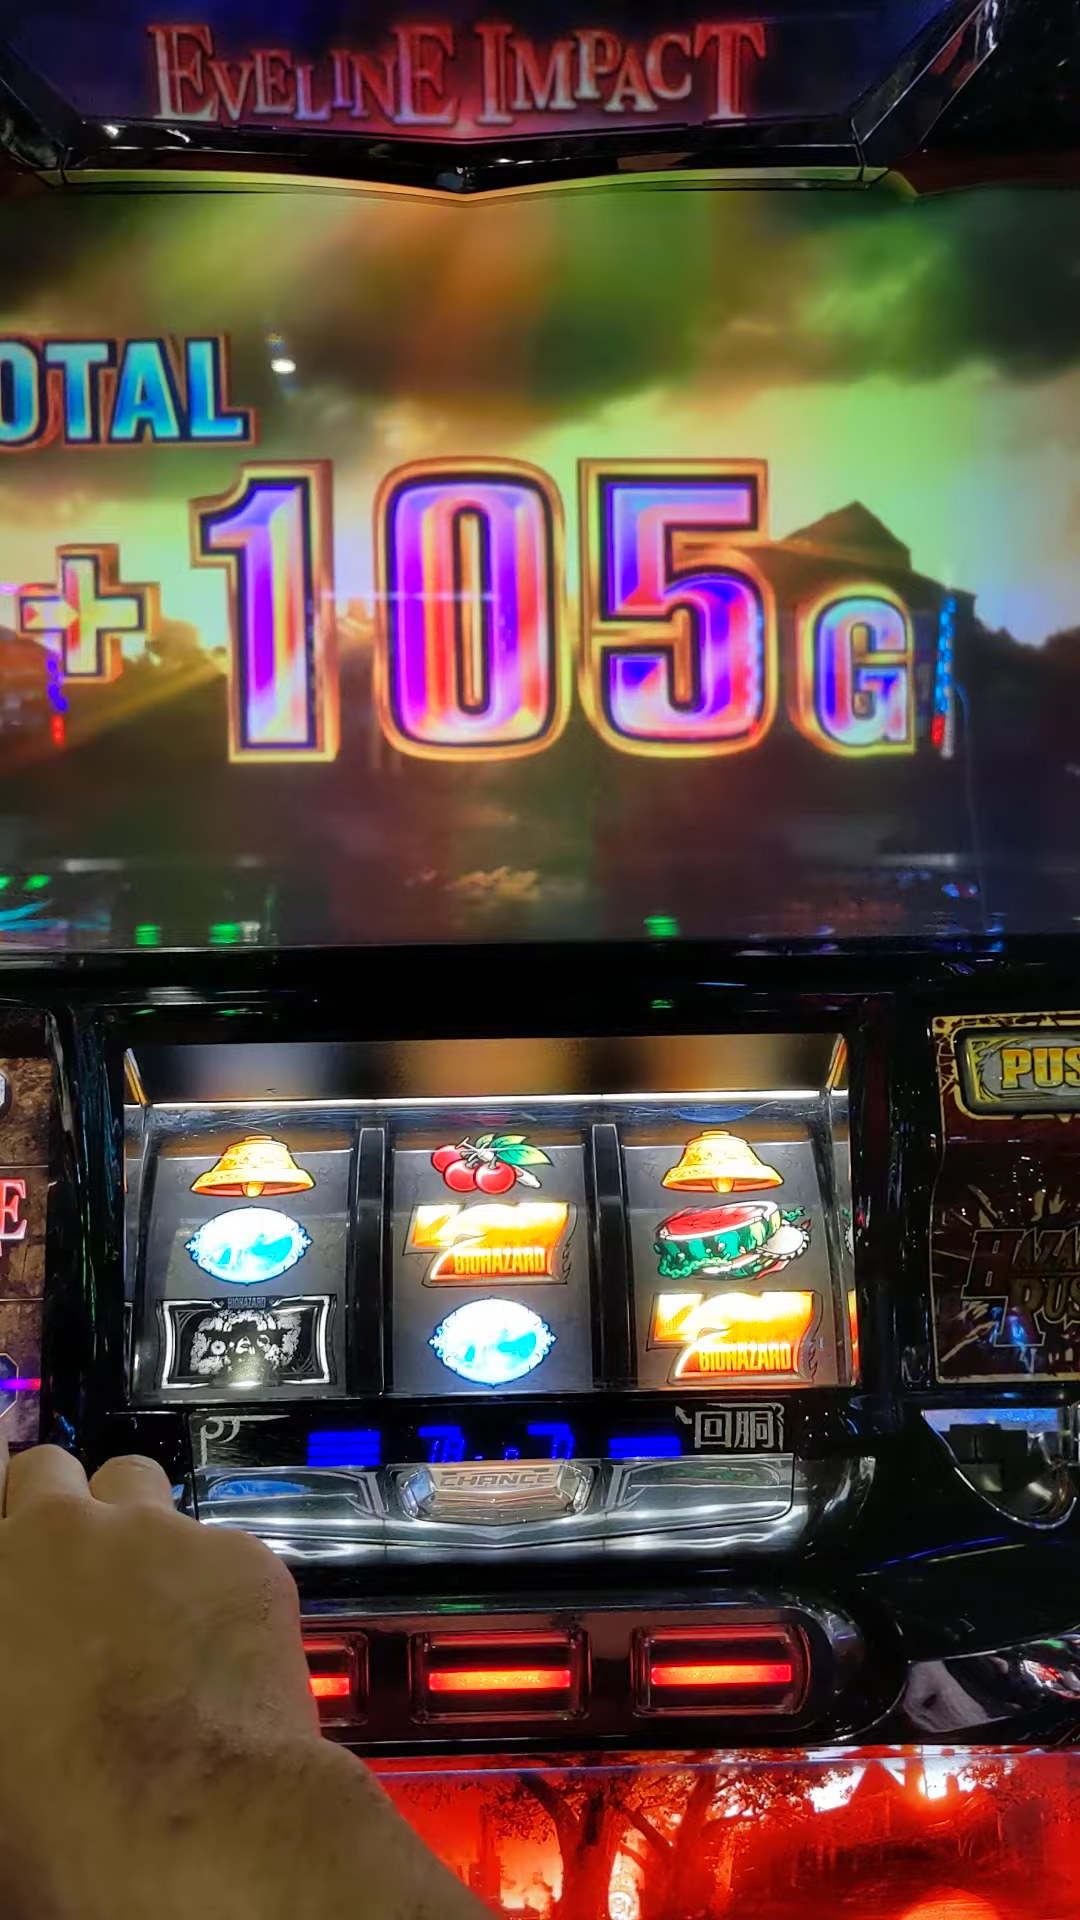 EVELINE IMPACT
OTAL
+105G
PUS
E
BIOHAZARD
BIOHAZARD
BIOHAZARD
回胴
CHANCE